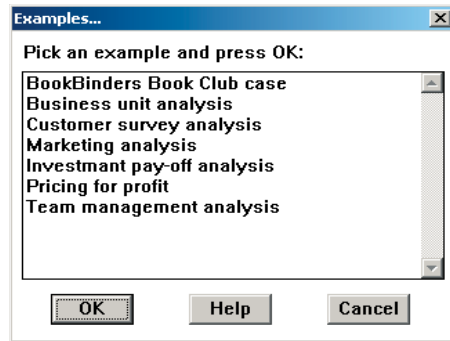 Examples...
Pick an example and press OK:
BookBinders Book Club case
Business unit analysis
Customer survey analysis
Marketing analysis
Investmant pay-off analysis
Pricing for profit
Team management analysis
OK Help Cancel